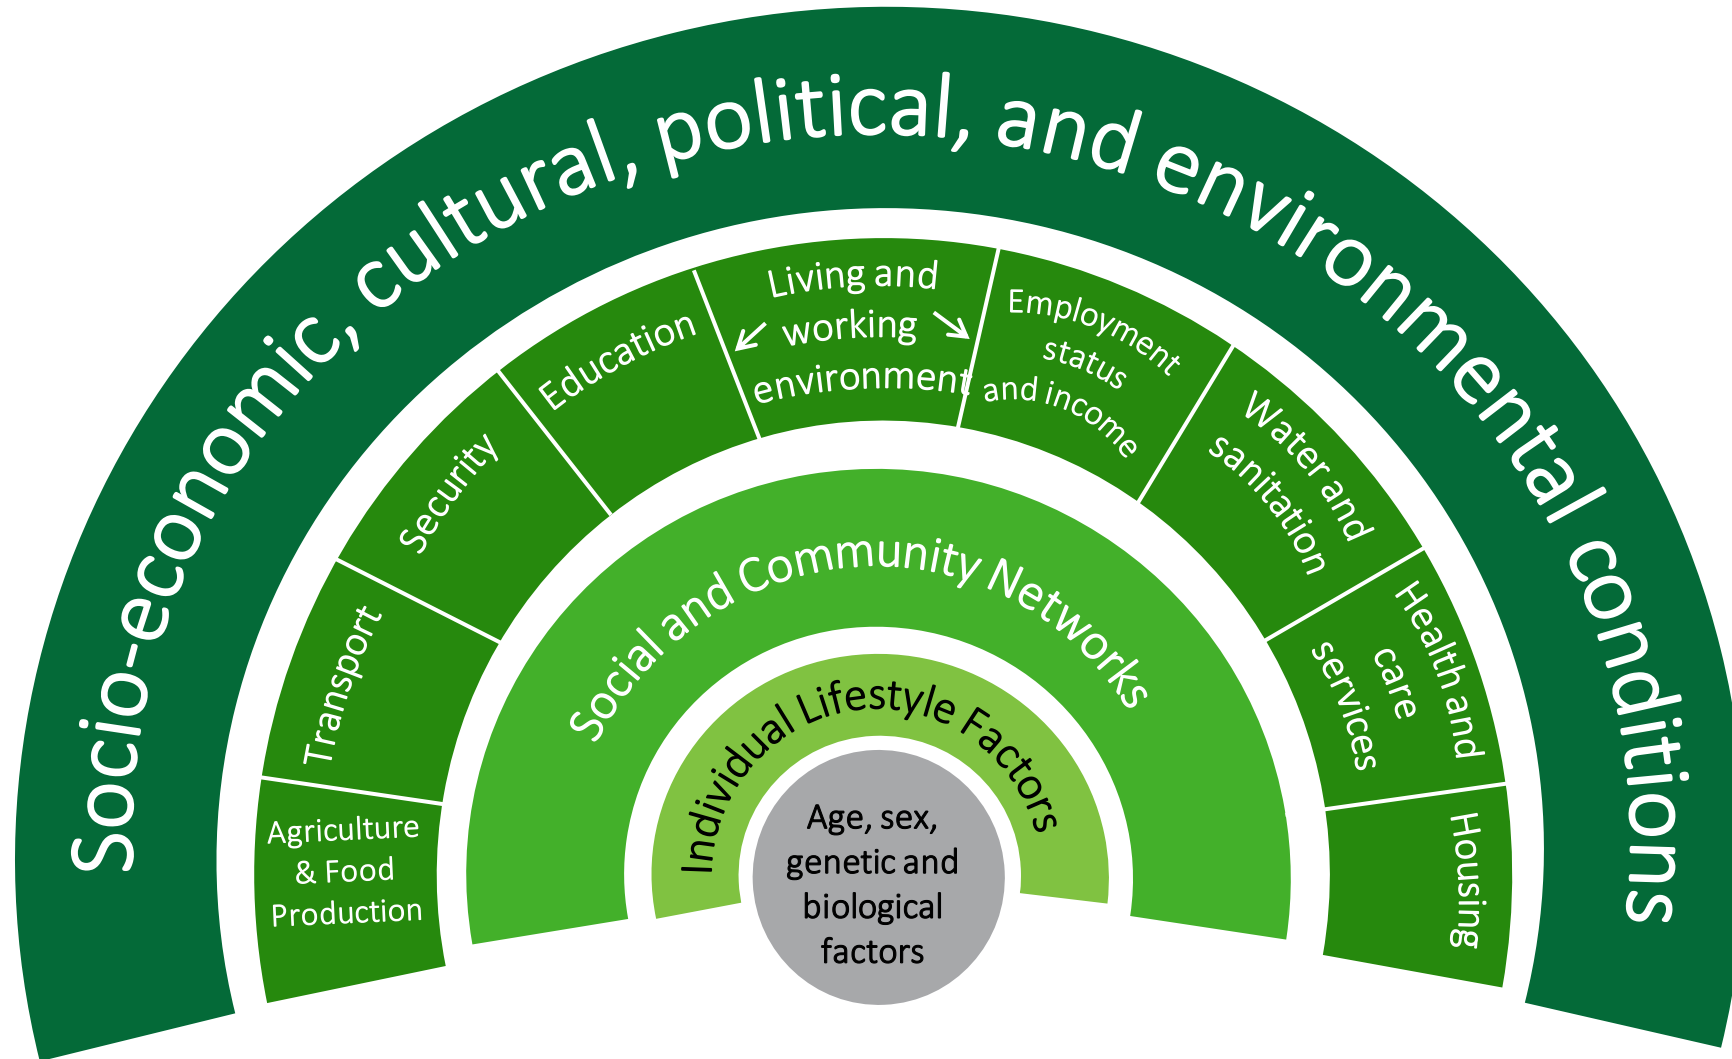 Socio-economic, cultural, political, and environmental conditions
Agriculture
& Food
Production
Transport
Security
Education
Living and
working
environment
Employment
status
and income
Water and
sanitation
Health and
care
services
Housing
Social and Community Networks
Individual Lifestyle Factors
Age, sex,
genetic and
biological
factors